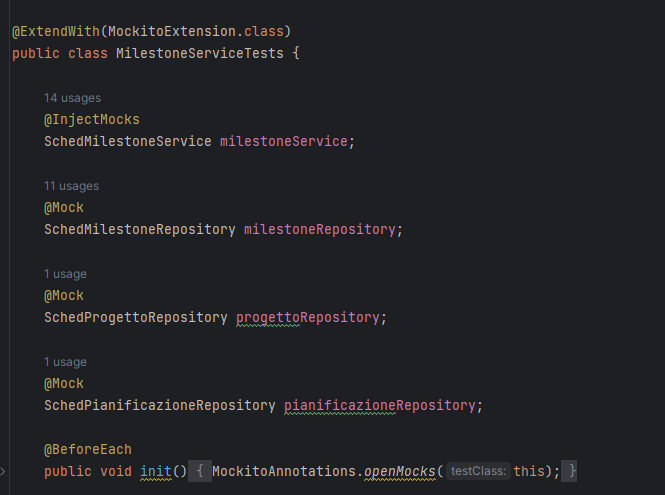 @ExtendWith(MockitoExtension.class)
public class MilestoneServiceTests {
14 usages
@InjectMocks
SchedMilestoneService milestoneService;
11 usages
@Mock
SchedMilestoneRepository milestoneRepository;
1 usage
@Mock
SchedProgettoRepository progettoRepository;
1 usage
@Mock
SchedPianificazioneRepository pianificazioneRepository;
@BeforeEach
public void init() { MockitoAnnotations.openMocks( testClass: this); }